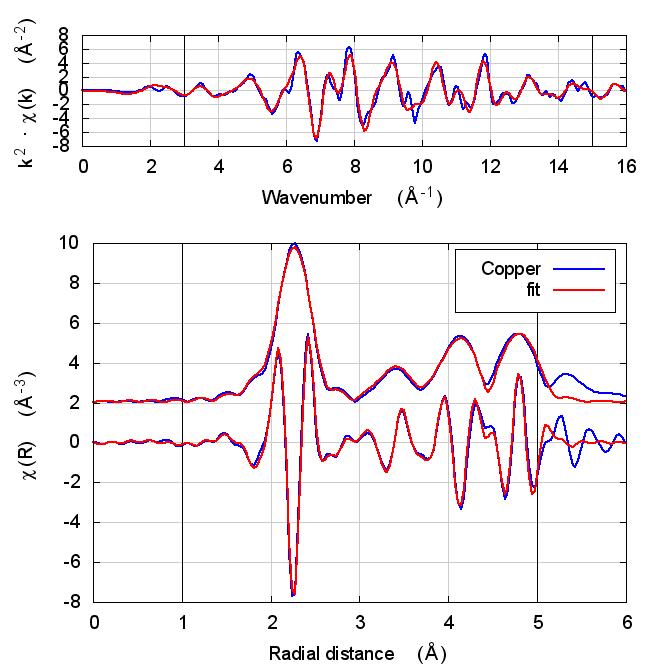 8
6
4
2
0
-2
-4
-6
-8
k² · χ(k) (Å⁻²)
0 2 4 6 8 10 12 14 16
Wavenumber (Å⁻¹)
10
8
6
4
2
0
-2
-4
-6
-8
χ(R) (Å⁻³)
Copper
fit
0 1 2 3 4 5 6
Radial distance (Å)